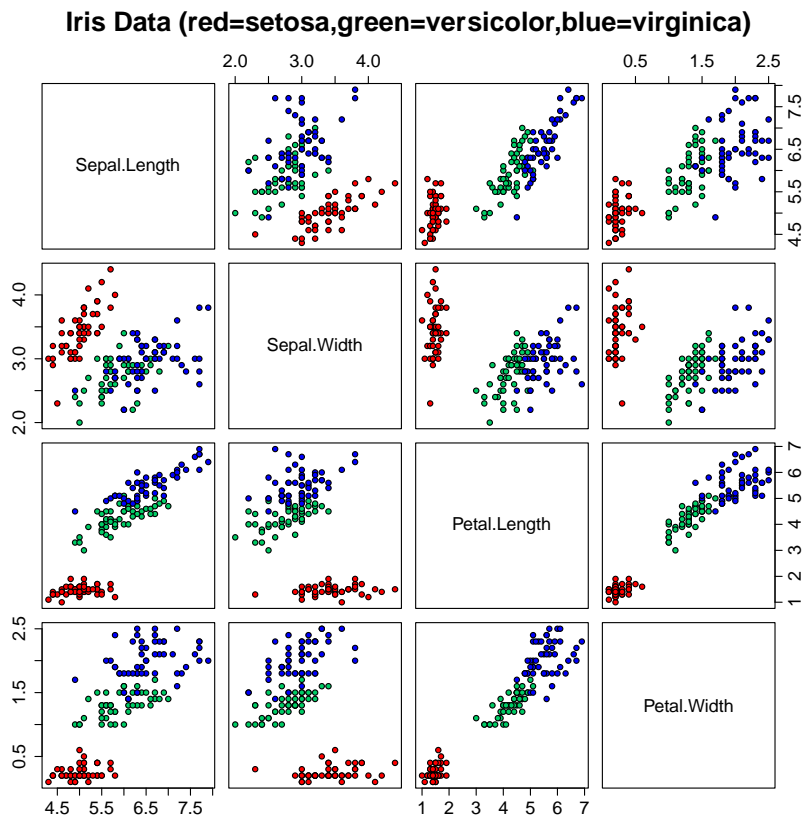 Iris Data (red=setosa,green=versicolor,blue=virginica)
2.0 3.0 4.0
0.5 1.5 2.5
Sepal.Length
4.5 5.5 6.5 7.5
2.0 3.0 4.0
Sepal.Width
Petal.Length
1 2 3 4 5 6 7
0.5 1.5 2.5
Petal.Width
4.5 5.5 6.5 7.5
1 2 3 4 5 6 7